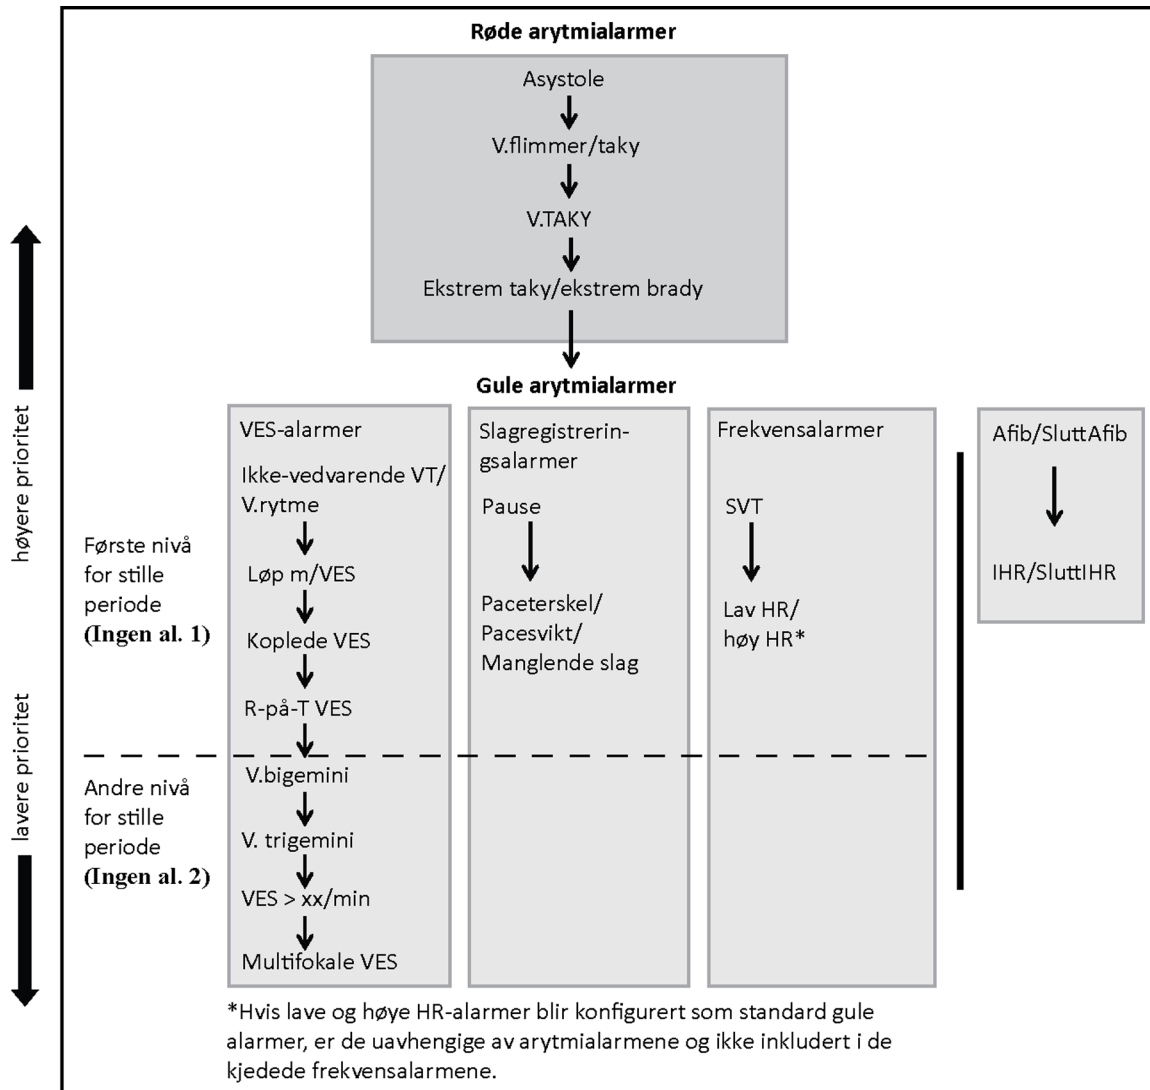 Røde arytmialarmer
Asystole
V.flimmer/taky
V.TAKY
Ekstrem taky/ekstrem brady
høyere prioritet
lavere prioritet
Gule arytmialarmer
Første nivå
for stille
periode
(Ingen al. 1)
Andre nivå
for stille
periode
(Ingen al. 2)
VES-alarmer
Ikke-vedvarende VT/
V.rytme
Løp m/VES
Koplede VES
R-på-T VES
V.bigemini
V. trigemini
VES > xx/min
Multifokale VES
Slagregistrerin-
gsalarmer
Pause
Paceterskel/
Pacesvikt/
Manglende slag
Frekvensalarmer
SVT
Lav HR/
høy HR*
Afib/SluttAfib
IHR/SluttIHR
*Hvis lave og høye HR-alarmer blir konfigurert som standard gule
alarmer, er de uavhengige av arytmialarmene og ikke inkludert i de
kjedede frekvensalarmene.